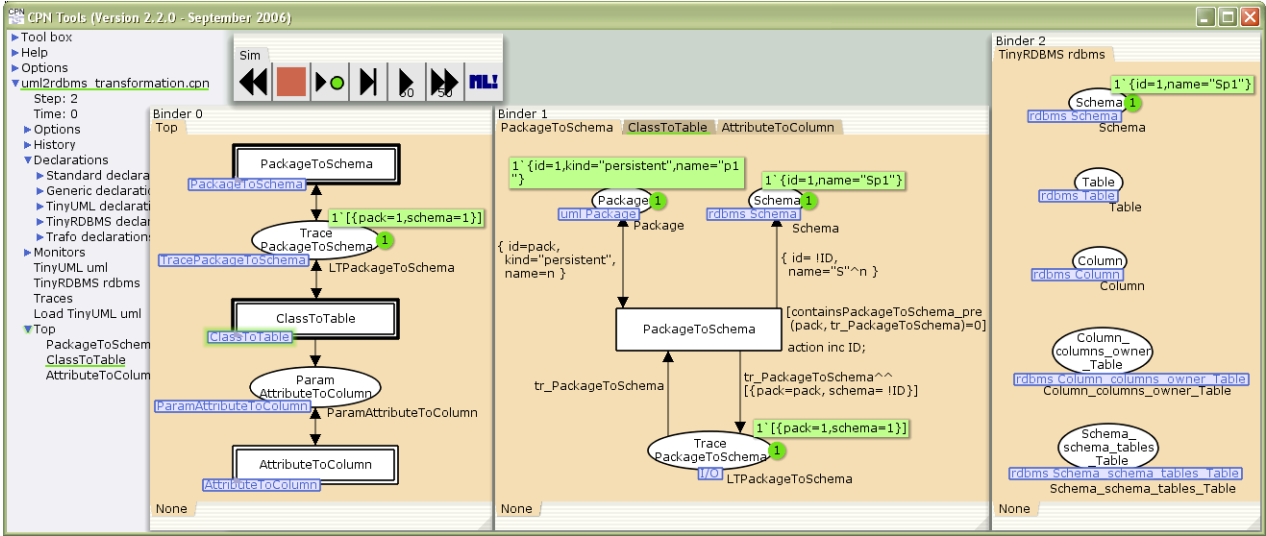 CPN Tools (Version 2.2.0 - September 2006)
Tool box
Help
Options
uml2rdbms_transformation.cpn
Step: 2
Time: 0
Options
History
Declarations
Standard declara
Generic declarati
TinyUML declarati
TinyRDBMS declar
Trafo declarations
Monitors
TinyUML uml
TinyRDBMS rdbms
Traces
Load TinyUML uml
Top
PackageToSchem
ClassToTable
AttributeToColum
Sim
50
50
ML!
Binder 0
Top
PackageToSchema
PackageToSchema
1`[{pack=1,schema=1}]
Trace
PackageToSchema
1
TracePackageToSchema
LTPackageToSchema
ClassToTable
ClassToTable
Param
AttributeToColumn
ParamAttributeToColumn
ParamAttributeToColumn
AttributeToColumn
AttributeToColumn
None
Binder 1
PackageToSchema
ClassToTable
AttributeToColumn
1`{id=1,kind="persistent",name="p1
"}
1`{id=1,name="Sp1"}
Package
1
uml Package
Package
Schema
1
rdbms Schema
Schema
{ id=pack,
kind="persistent",
name=n }
{ id= !ID,
name="S"^n }
PackageToSchema
[containsPackageToSchema_pre
(pack, tr_PackageToSchema)=0]
action inc ID;
tr_PackageToSchema
tr_PackageToSchema^^
[{pack=pack, schema= !ID}]
1`[{pack=1,schema=1}]
Trace
PackageToSchema
1
I/O
LTPackageToSchema
None
Binder 2
TinyRDBMS rdbms
1`{id=1,name="Sp1"}
Schema
1
rdbms Schema
Schema
Table
rdbms Table
Table
Column
rdbms Column
Column
Column_
columns_owner
_Table
rdbms Column_columns_owner_Table
Column_columns_owner_Table
Schema_
schema_tables
_Table
rdbms Schema_schema_tables_Table
Schema_schema_tables_Table
None